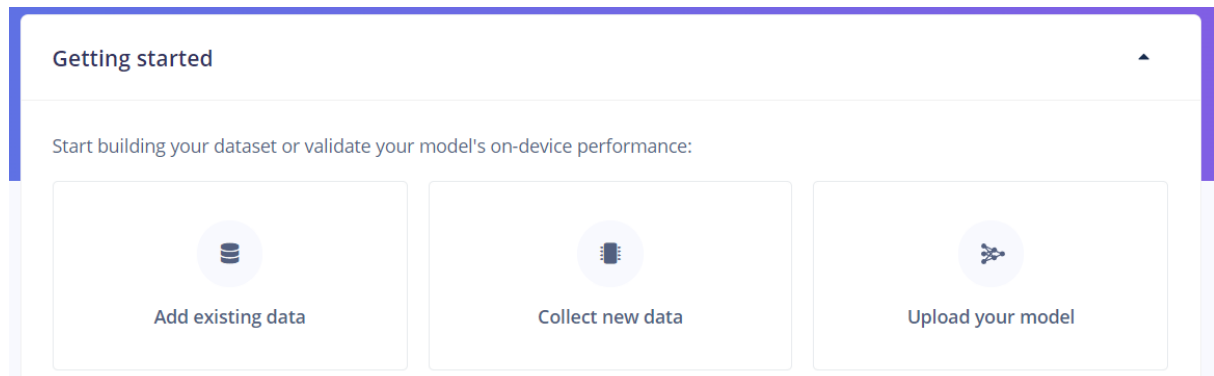 Getting started
Start building your dataset or validate your model's on-device performance:
Add existing data
Collect new data
Upload your model